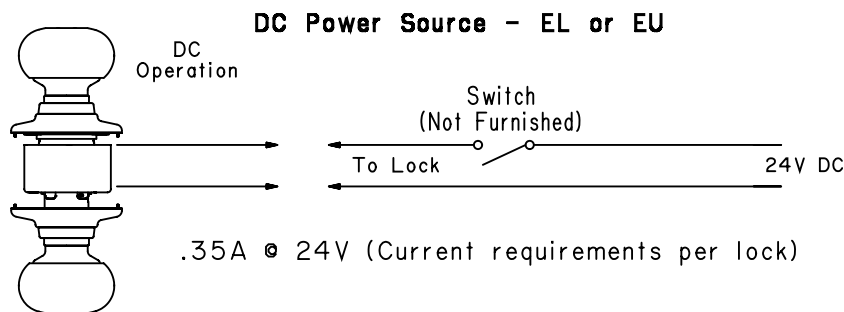 DC Power Source - EL or EU
DC
Operation
Switch
(Not Furnished)
To Lock
24V DC
.35A @ 24V (Current requirements per lock)